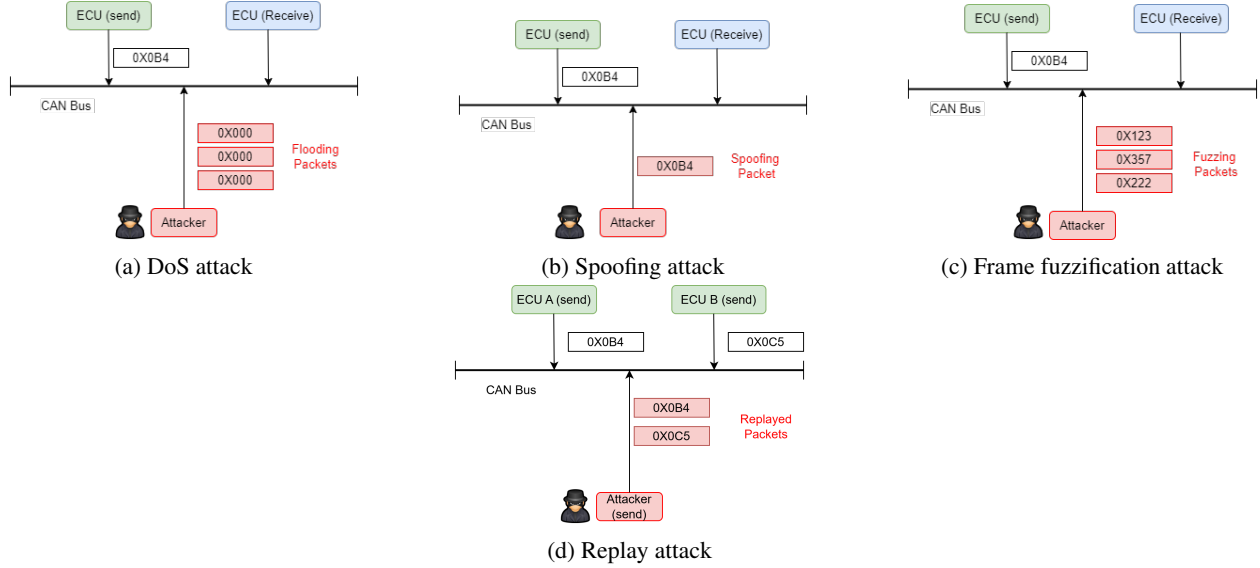 ECU (send)
ECU (Receive)
0X0B4
CAN Bus
0X000
0X000
0X000
Flooding
Packets
Attacker
(a) DoS attack
ECU (send)
ECU (Receive)
0X0B4
CAN Bus
0X0B4
Spoofing
Packet
Attacker
(b) Spoofing attack
ECU (send)
ECU (Receive)
0X0B4
CAN Bus
0X123
0X357
0X222
Fuzzing
Packets
Attacker
(c) Frame fuzzification attack
ECU A (send)
ECU B (send)
0X0B4
0X0C5
CAN Bus
0X0B4
0X0C5
Replayed
Packets
Attacker
(send)
(d) Replay attack